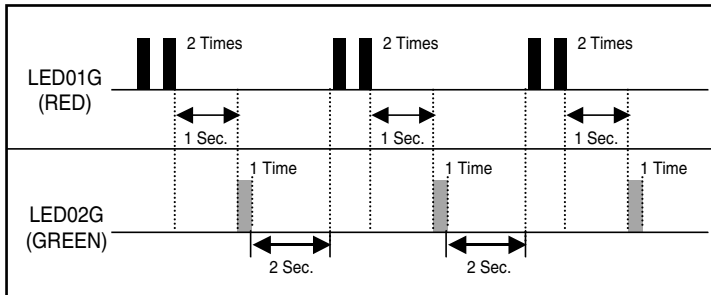 2 Times 2 Times 2 Times
LED01G
(RED)
1 Sec. 1 Sec. 1 Sec.
1 Time 1 Time 1 Time
LED02G
(GREEN)
2 Sec. 2 Sec.